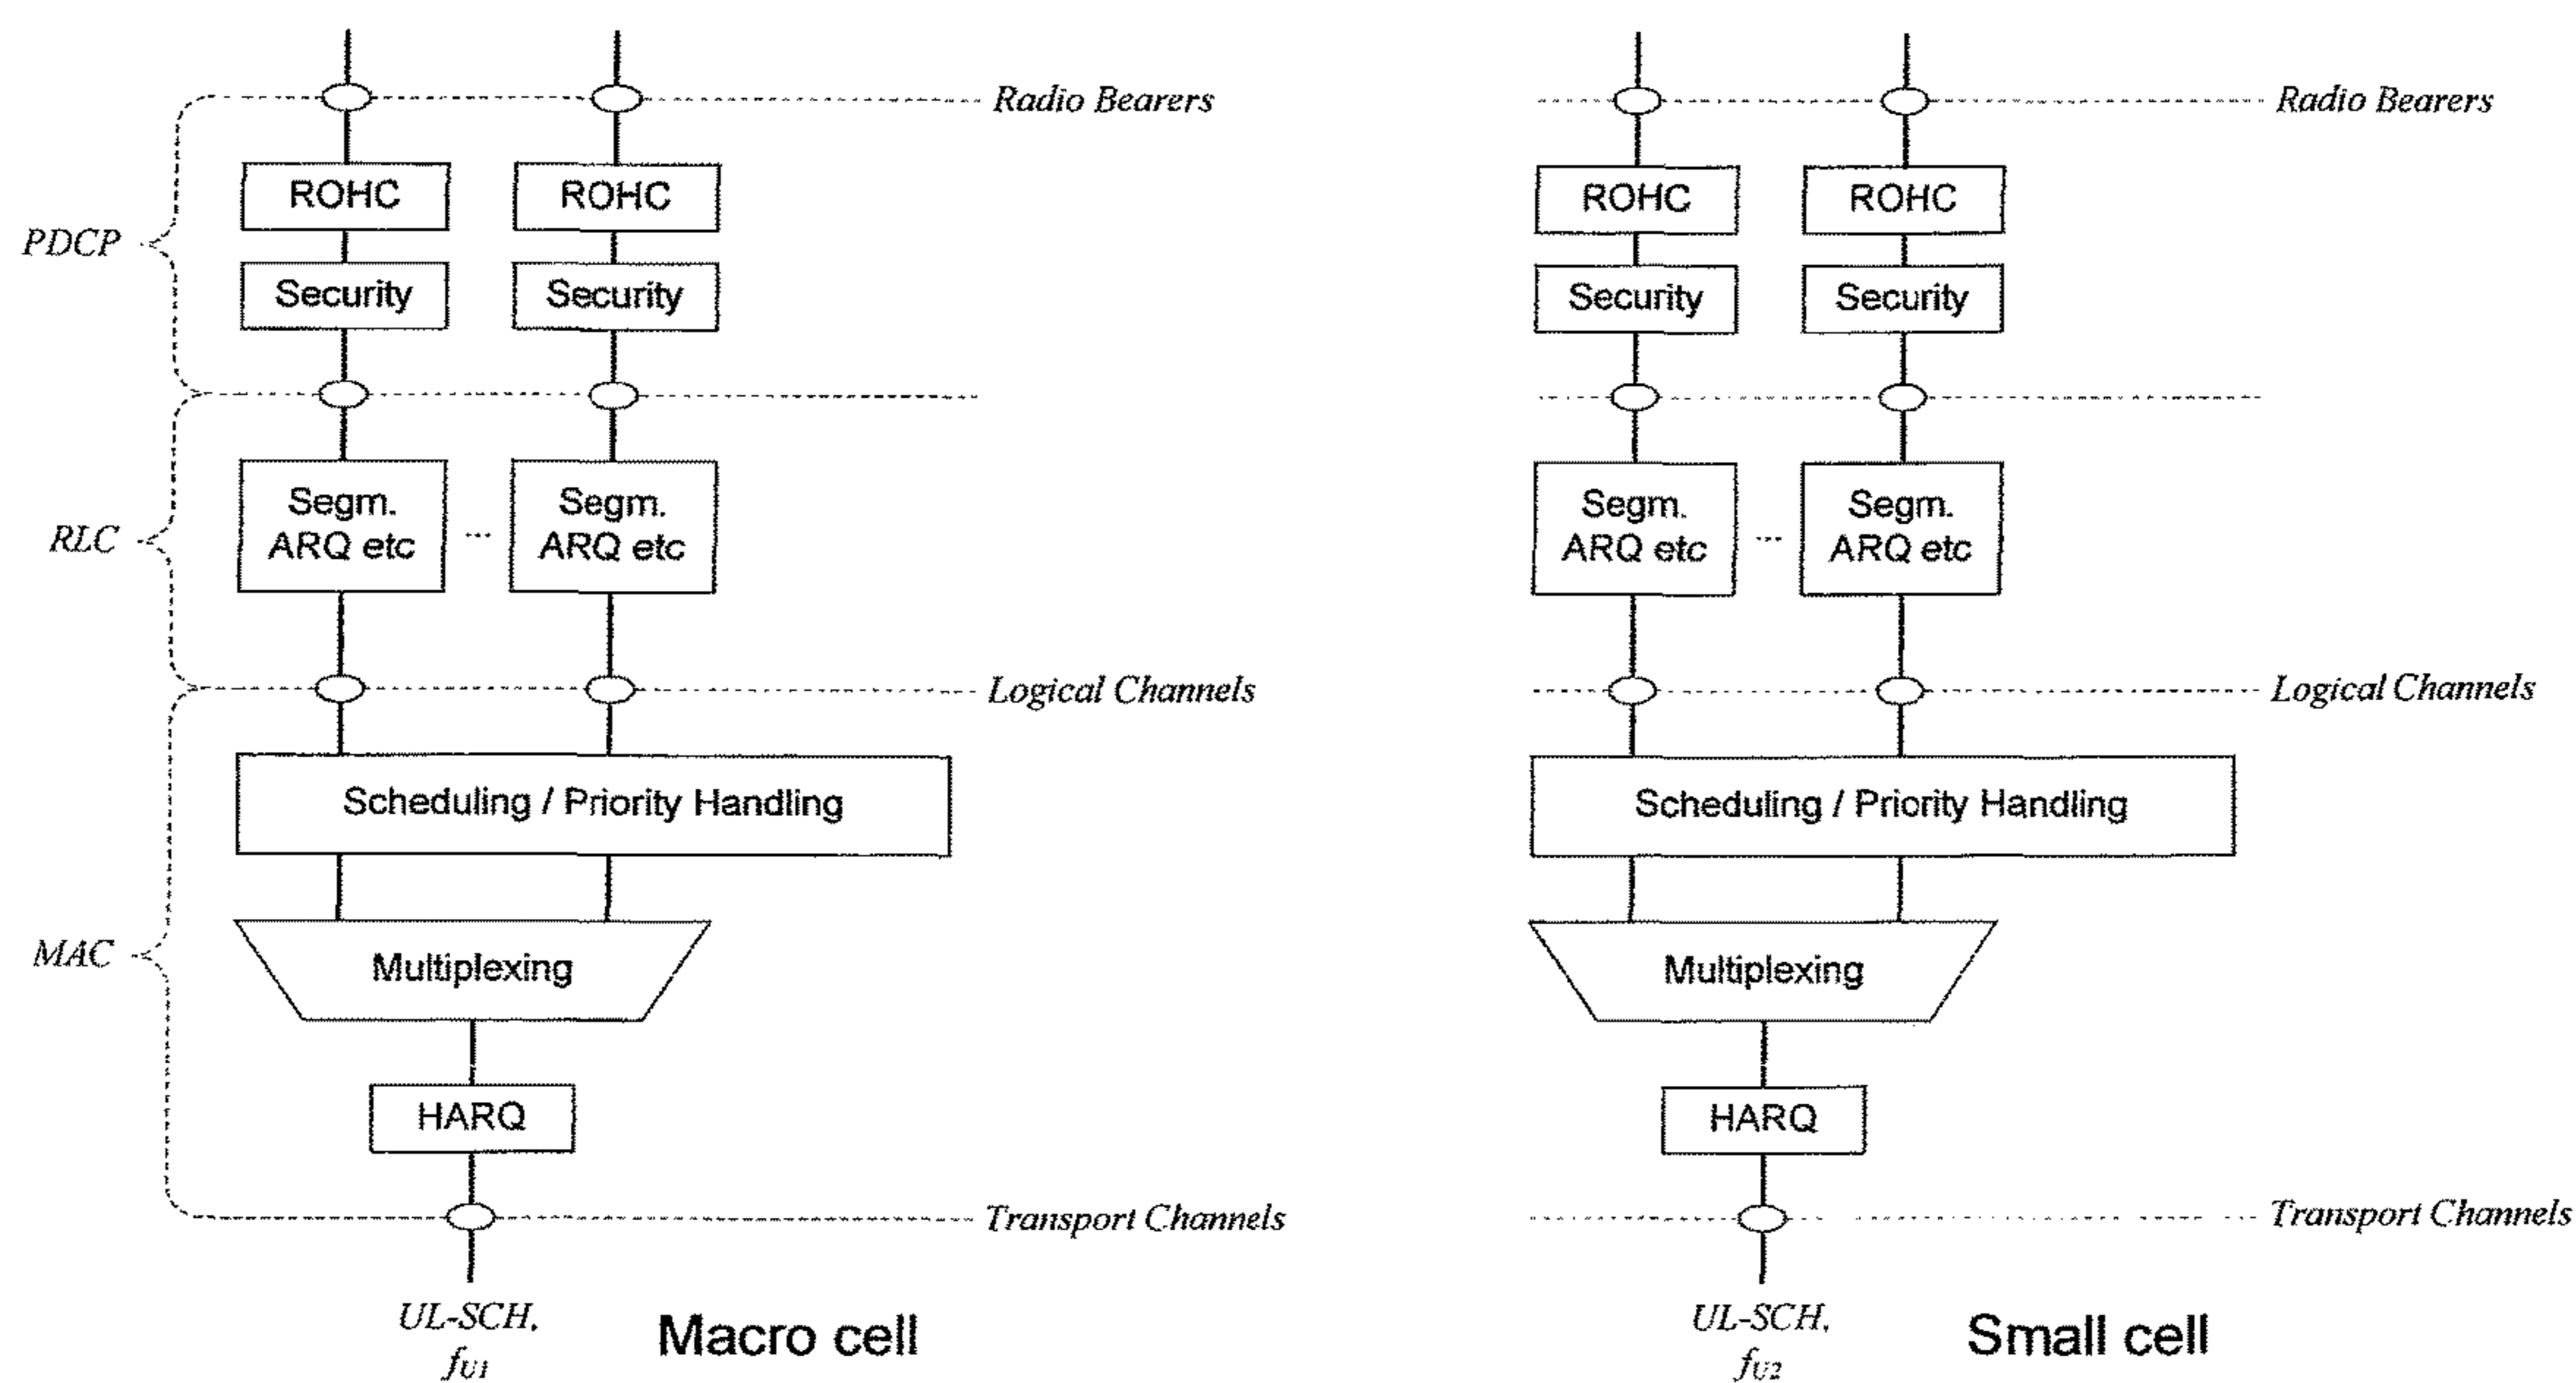 Radio Bearers
ROHC
ROHC
PDCP
Security
Security
Segm.
ARQ etc
...
Segm.
ARQ etc
RLC
Logical Channels
Scheduling / Priority Handling
Multiplexing
MAC
HARQ
Transport Channels
UL-SCH,
fU1
Macro cell
Radio Bearers
ROHC
ROHC
Security
Security
Segm.
ARQ etc
...
Segm.
ARQ etc
Logical Channels
Scheduling / Priority Handling
Multiplexing
HARQ
Transport Channels
UL-SCH,
fU2
Small cell